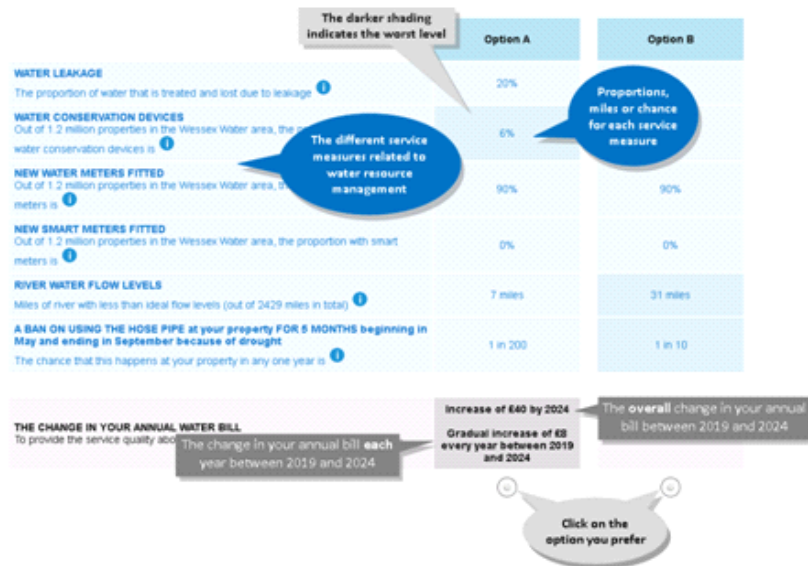 The darker shading
indicates the worst level
Option A
Option B
WATER LEAKAGE
The proportion of water that is treated and lost due to leakage
20%
WATER CONSERVATION DEVICES
Out of 1.2 million properties in the Wessex Water area, the
water conservation devices is
6%
Proportions,
miles or chance
for each service
measure
The different service
measures related to
water resource
management
NEW WATER METERS FITTED
Out of 1.2 million properties in the Wessex Water area,
meters is
90%
90%
NEW SMART METERS FITTED
Out of 1.2 million properties in the Wessex Water area, the proportion with smart
meters is
0%
0%
RIVER WATER FLOW LEVELS
Miles of river with less than ideal flow levels (out of 2429 miles in total)
7 miles
31 miles
A BAN ON USING THE HOSE PIPE at your property FOR 5 MONTHS beginning in
May and ending in September because of drought
The chance that this happens at your property in any one year is
1 in 200
1 in 10
THE CHANGE IN YOUR ANNUAL WATER BILL
To provide the service quality
Increase of £40 by 2024
Gradual increase of £8
every year between 2019
and 2024
The overall change in your annual
bill between 2019 and 2024
The change in your annual bill each
year between 2019 and 2024
Click on the
option you prefer